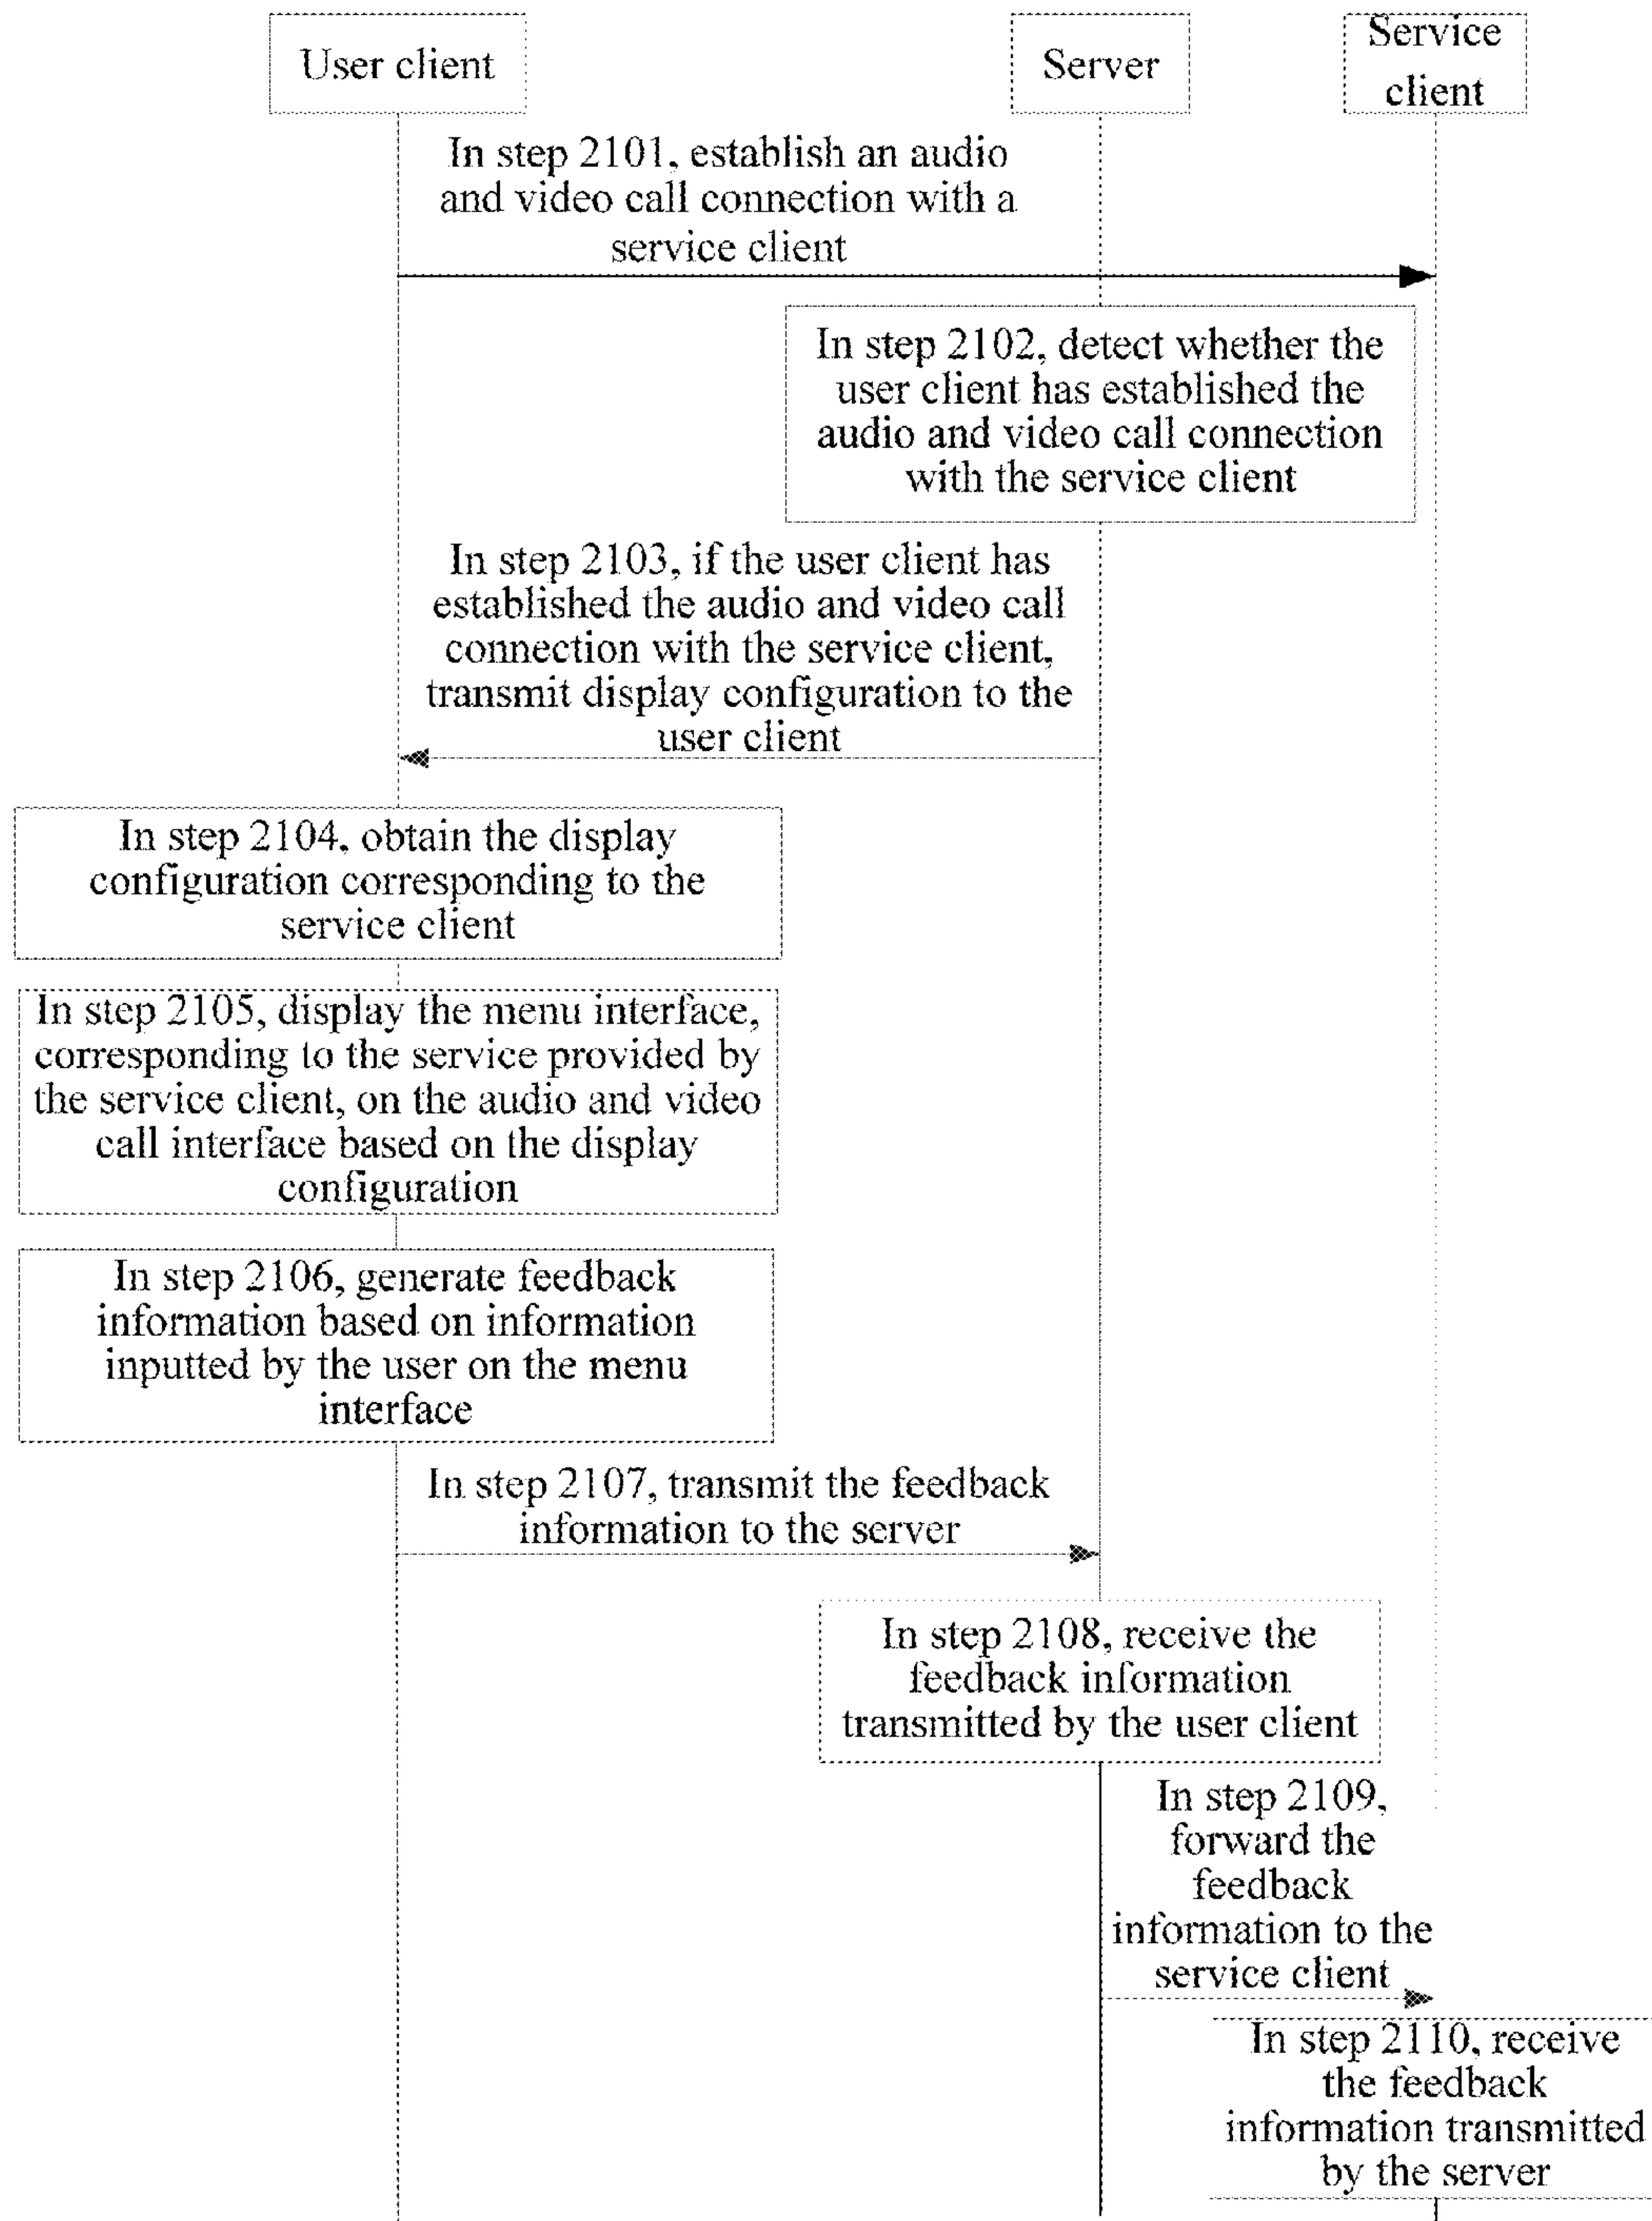 User client
Server
Service
client
In step 2101, establish an audio
and video call connection with a
service client
In step 2102, detect whether the
user client has established the
audio and video call connection
with the service client
In step 2103, if the user client has
established the audio and video call
connection with the service client,
transmit display configuration to the
user client
In step 2104, obtain the display
configuration corresponding to the
service client
In step 2105, display the menu interface,
corresponding to the service provided by
the service client, on the audio and video
call interface based on the display
configuration
In step 2106, generate feedback
information based on information
inputted by the user on the menu
interface
In step 2107, transmit the feedback
information to the server
In step 2108, receive the
feedback information
transmitted by the user client
In step 2109,
forward the
feedback
information to the
service client
In step 2110, receive
the feedback
information transmitted
by the server